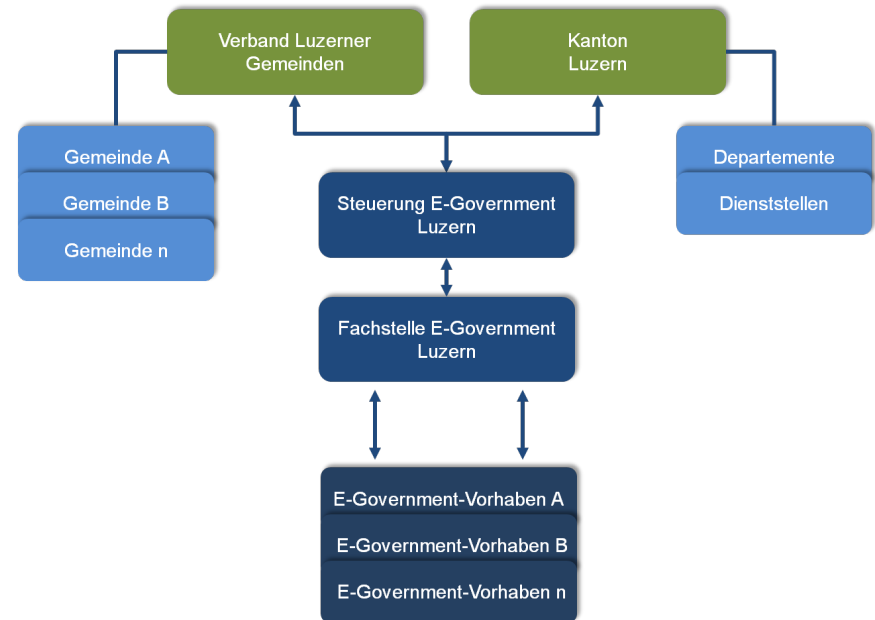 Verband Luzerner
Gemeinden
Kanton
Luzern
Gemeinde A
Gemeinde B
Gemeinde n
Departemente
Dienststellen
Steuerung E-Government
Luzern
Fachstelle E-Government
Luzern
E-Government-Vorhaben A
E-Government-Vorhaben B
E-Government-Vorhaben n